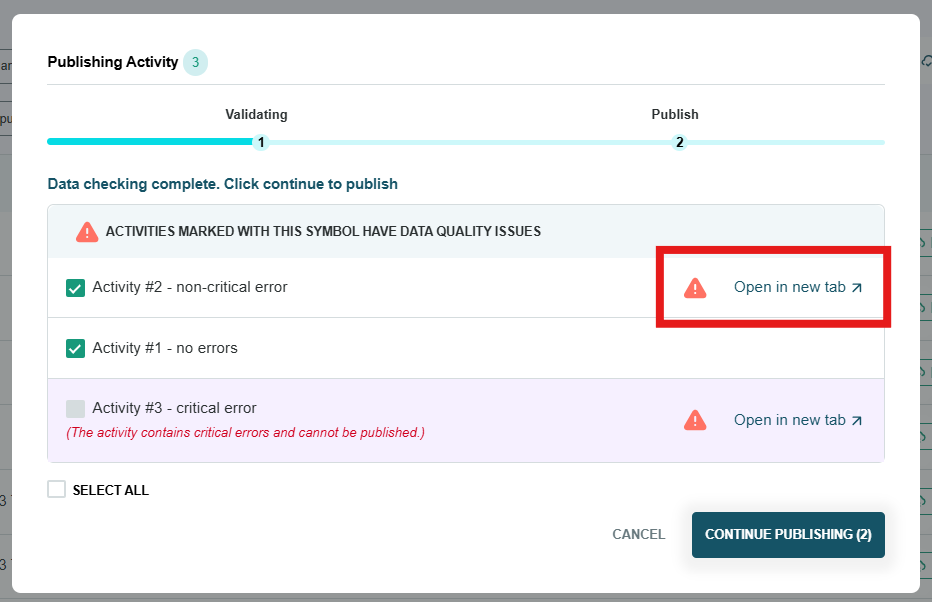 Publishing Activity 3
Validating
Publish
1
2
Data checking complete. Click continue to publish
ACTIVITIES MARKED WITH THIS SYMBOL HAVE DATA QUALITY ISSUES
Activity #2 - non-critical error
Open in new tab
Activity #1 - no errors
Activity #3 - critical error
(The activity contains critical errors and cannot be published.)
Open in new tab
SELECT ALL
CANCEL
CONTINUE PUBLISHING (2)